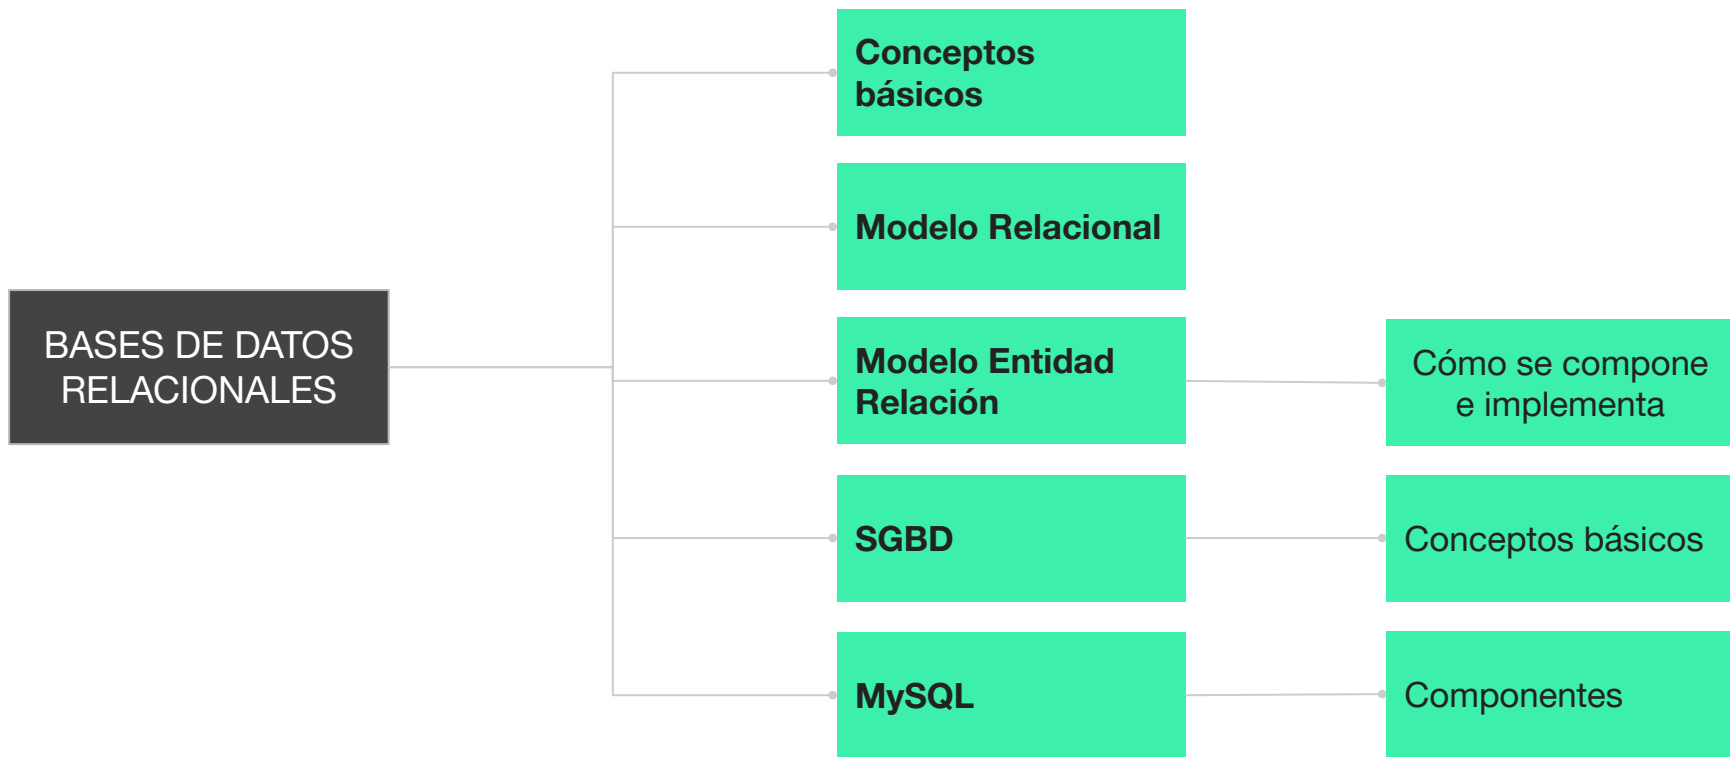 Conceptos
básicos
Modelo Relacional
BASES DE DATOS
RELACIONALES
Modelo Entidad
Relación
Cómo se compone
e implementa
SGBD
Conceptos básicos
MySQL
Componentes